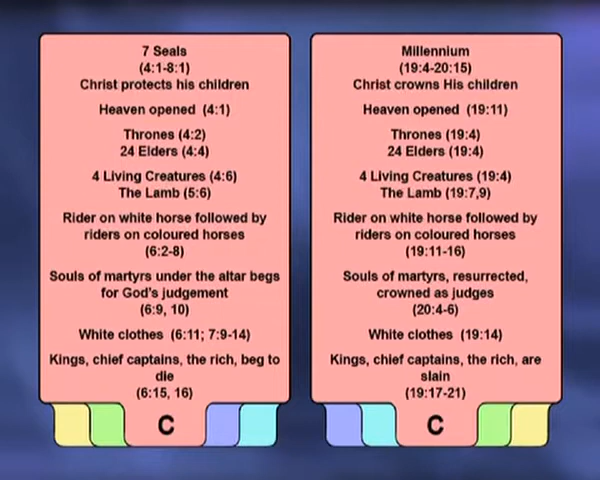 7 Seals
(4:1-8:1)
Christ protects his children
Heaven opened (4:1)
Thrones (4:2)
24 Elders (4:4)
4 Living Creatures (4:6)
The Lamb (5:6)
Rider on white horse followed by
riders on coloured horses
(6:2-8)
Souls of martyrs under the altar begs
for God's judgement
(6:9, 10)
White clothes (6:11; 7:9-14)
Kings, chief captains, the rich, beg to
die
(6:15, 16)
C
Millennium
(19:4-20:15)
Christ crowns His children
Heaven opened (19:11)
Thrones (19:4)
24 Elders (19:4)
4 Living Creatures (19:4)
The Lamb (19:7,9)
Rider on white horse followed by
riders on coloured horses
(19:11-16)
Souls of martyrs, resurrected,
crowned as judges
(20:4-6)
White clothes (19:14)
Kings, chief captains, the rich, are
slain
(19:17-21)
C